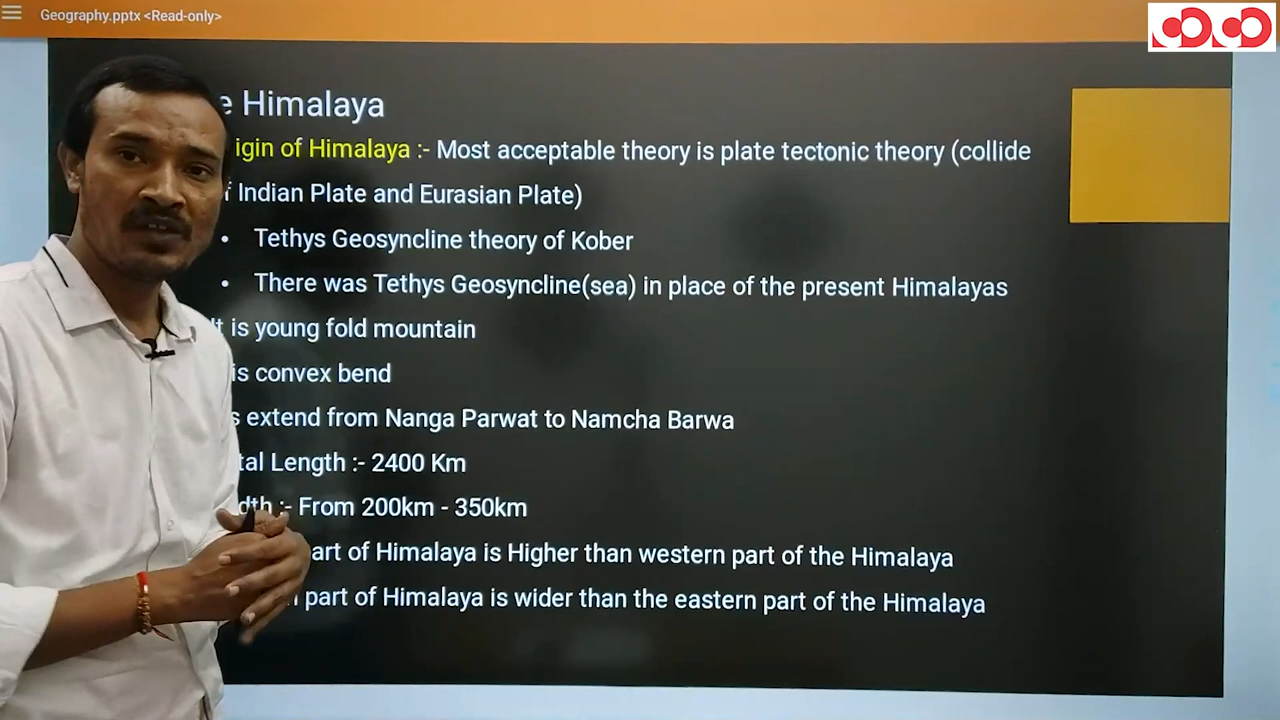 Geography.pptx <Read-only>
Himalaya
of Himalaya :- Most acceptable theory is plate tectonic theory (collide
Indian Plate and Eurasian Plate)
• Tethys Geosyncline theory of Kober
• There was Tethys Geosyncline(sea) in place of the present Himalayas
It is young fold mountain
is convex bend
extend from Nanga Parwat to Namcha Barwa
Length :- 2400 Km
:- From 200km - 350km
of Himalaya is Higher than western part of the Himalaya
part of Himalaya is wider than the eastern part of the Himalaya